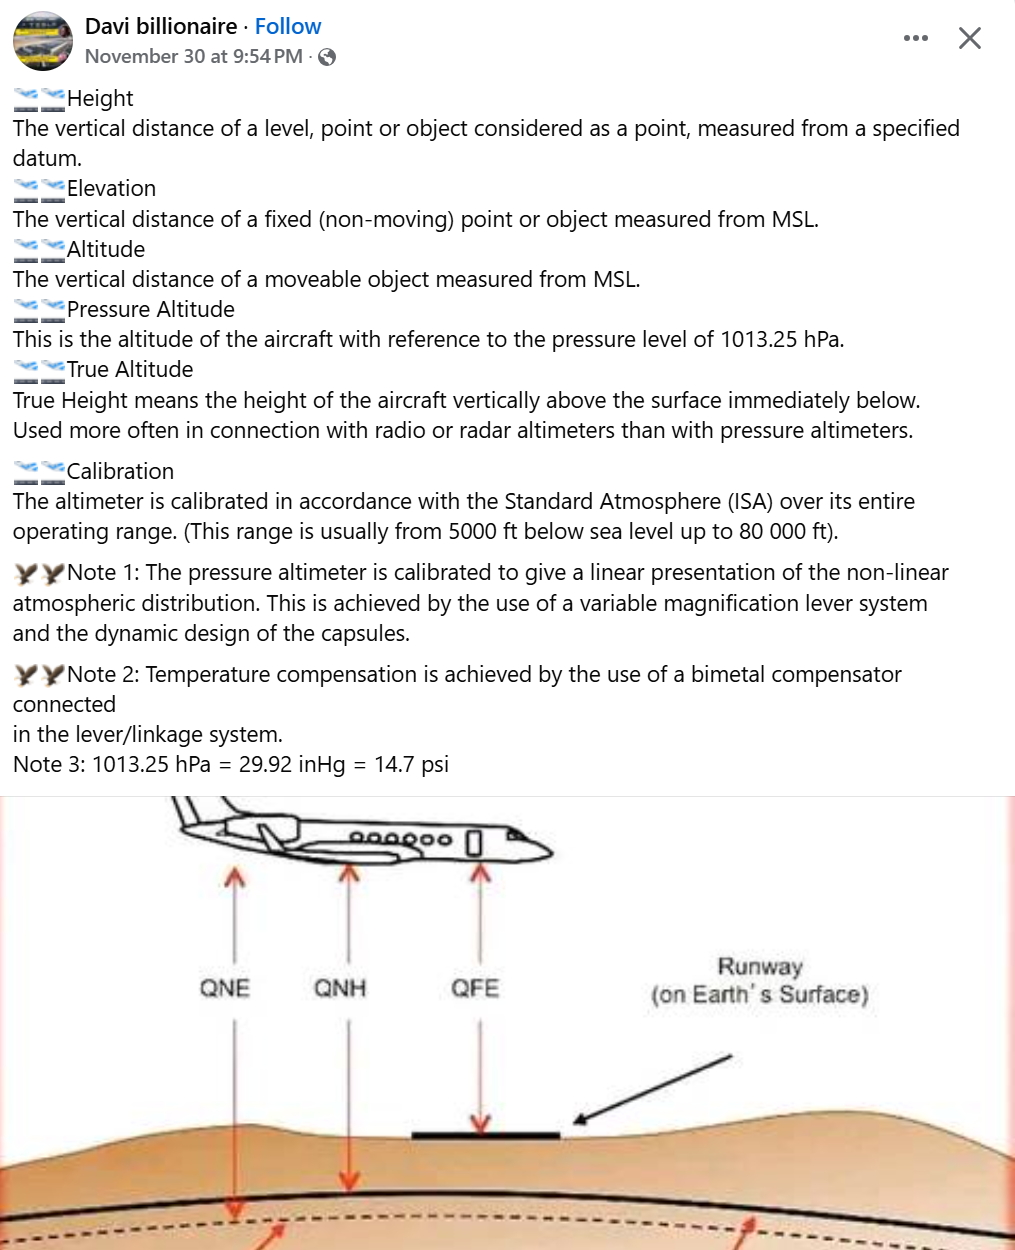 Davi billionaire · Follow
November 30 at 9:54 PM ·
Height
The vertical distance of a level, point or object considered as a point, measured from a specified
datum.
Elevation
The vertical distance of a fixed (non-moving) point or object measured from MSL.
Altitude
The vertical distance of a moveable object measured from MSL.
Pressure Altitude
This is the altitude of the aircraft with reference to the pressure level of 1013.25 hPa.
True Altitude
True Height means the height of the aircraft vertically above the surface immediately below.
Used more often in connection with radio or radar altimeters than with pressure altimeters.
Calibration
The altimeter is calibrated in accordance with the Standard Atmosphere (ISA) over its entire
operating range. (This range is usually from 5000 ft below sea level up to 80 000 ft).
Note 1: The pressure altimeter is calibrated to give a linear presentation of the non-linear
atmospheric distribution. This is achieved by the use of a variable magnification lever system
and the dynamic design of the capsules.
Note 2: Temperature compensation is achieved by the use of a bimetal compensator
connected
in the lever/linkage system.
Note 3: 1013.25 hPa = 29.92 inHg = 14.7 psi
QNE
QNH
QFE
Runway
(on Earth's Surface)